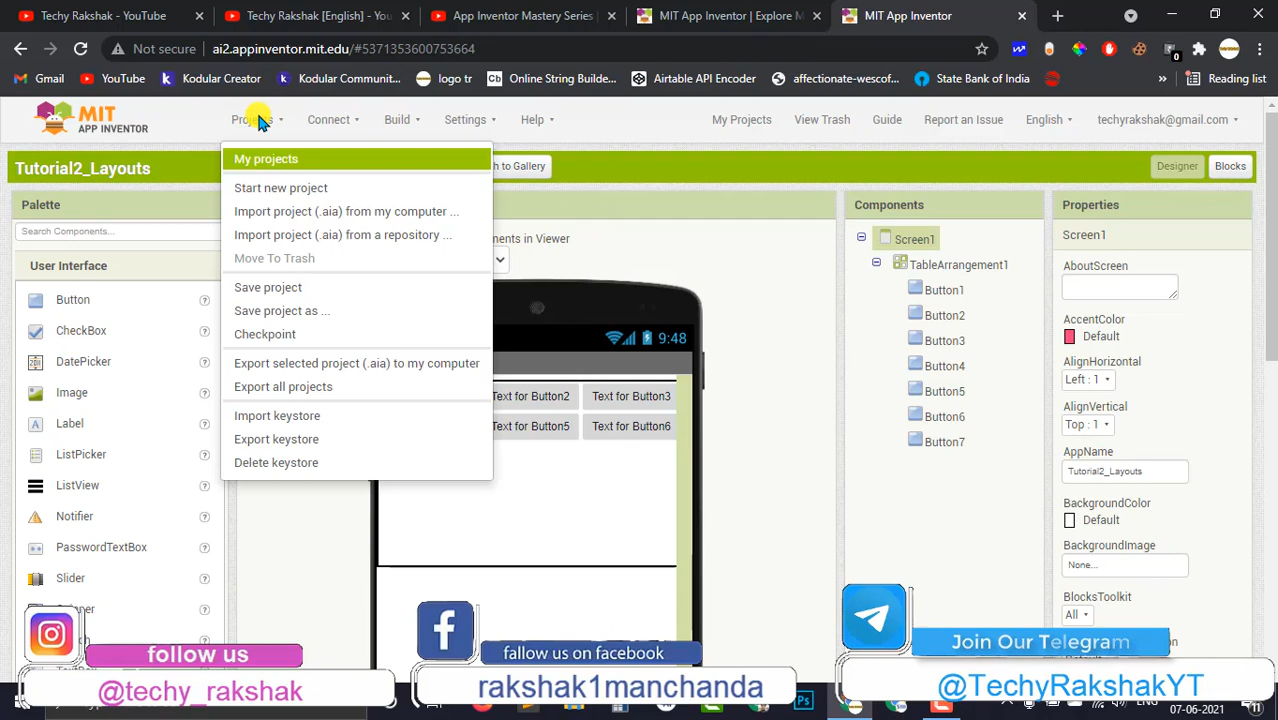 Techy Rakshak - YouTube
Techy Rakshak [English] - You
App Inventor Mastery Series |
MIT App Inventor | Explore M
MIT App Inventor
Not secure | ai2.appinventor.mit.edu/#5371353600753664
Gmail
YouTube
Kodular Creator
Kodular Communit...
logo tr
Cb Online String Builde...
Airtable API Encoder
affectionate-wescof...
State Bank of India
»
Reading list
MIT
APP INVENTOR
Projects
Connect
Build
Settings
Help
My Projects
View Trash
Guide
Report an Issue
English
techyrakshak@gmail.com
Tutorial2_Layouts
h to Gallery
Designer
Blocks
My projects
Start new project
Import project (.aia) from my computer ...
Import project (.aia) from a repository ...
Move To Trash
Save project
Save project as ...
Checkpoint
Export selected project (.aia) to my computer
Export all projects
Import keystore
Export keystore
Delete keystore
Palette
Search Components...
User Interface
Button
CheckBox
DatePicker
Image
Label
ListPicker
ListView
Notifier
PasswordTextBox
Slider
nents in Viewer
9:48
Text for Button2
Text for Button3
Text for Button5
Text for Button6
Components
Screen1
TableArrangement1
Button1
Button2
Button3
Button4
Button5
Button6
Button7
Properties
Screen1
AboutScreen
AccentColor
Default
AlignHorizontal
Left : 1
AlignVertical
Top : 1
AppName
Tutorial2_Layouts
BackgroundColor
Default
BackgroundImage
None...
BlocksToolkit
All
follow us
@techy_rakshak
fallow us on facebook
rakshak1manchanda
Join Our Telegram
@TechyRakshakYT
Ps
07-06-2021